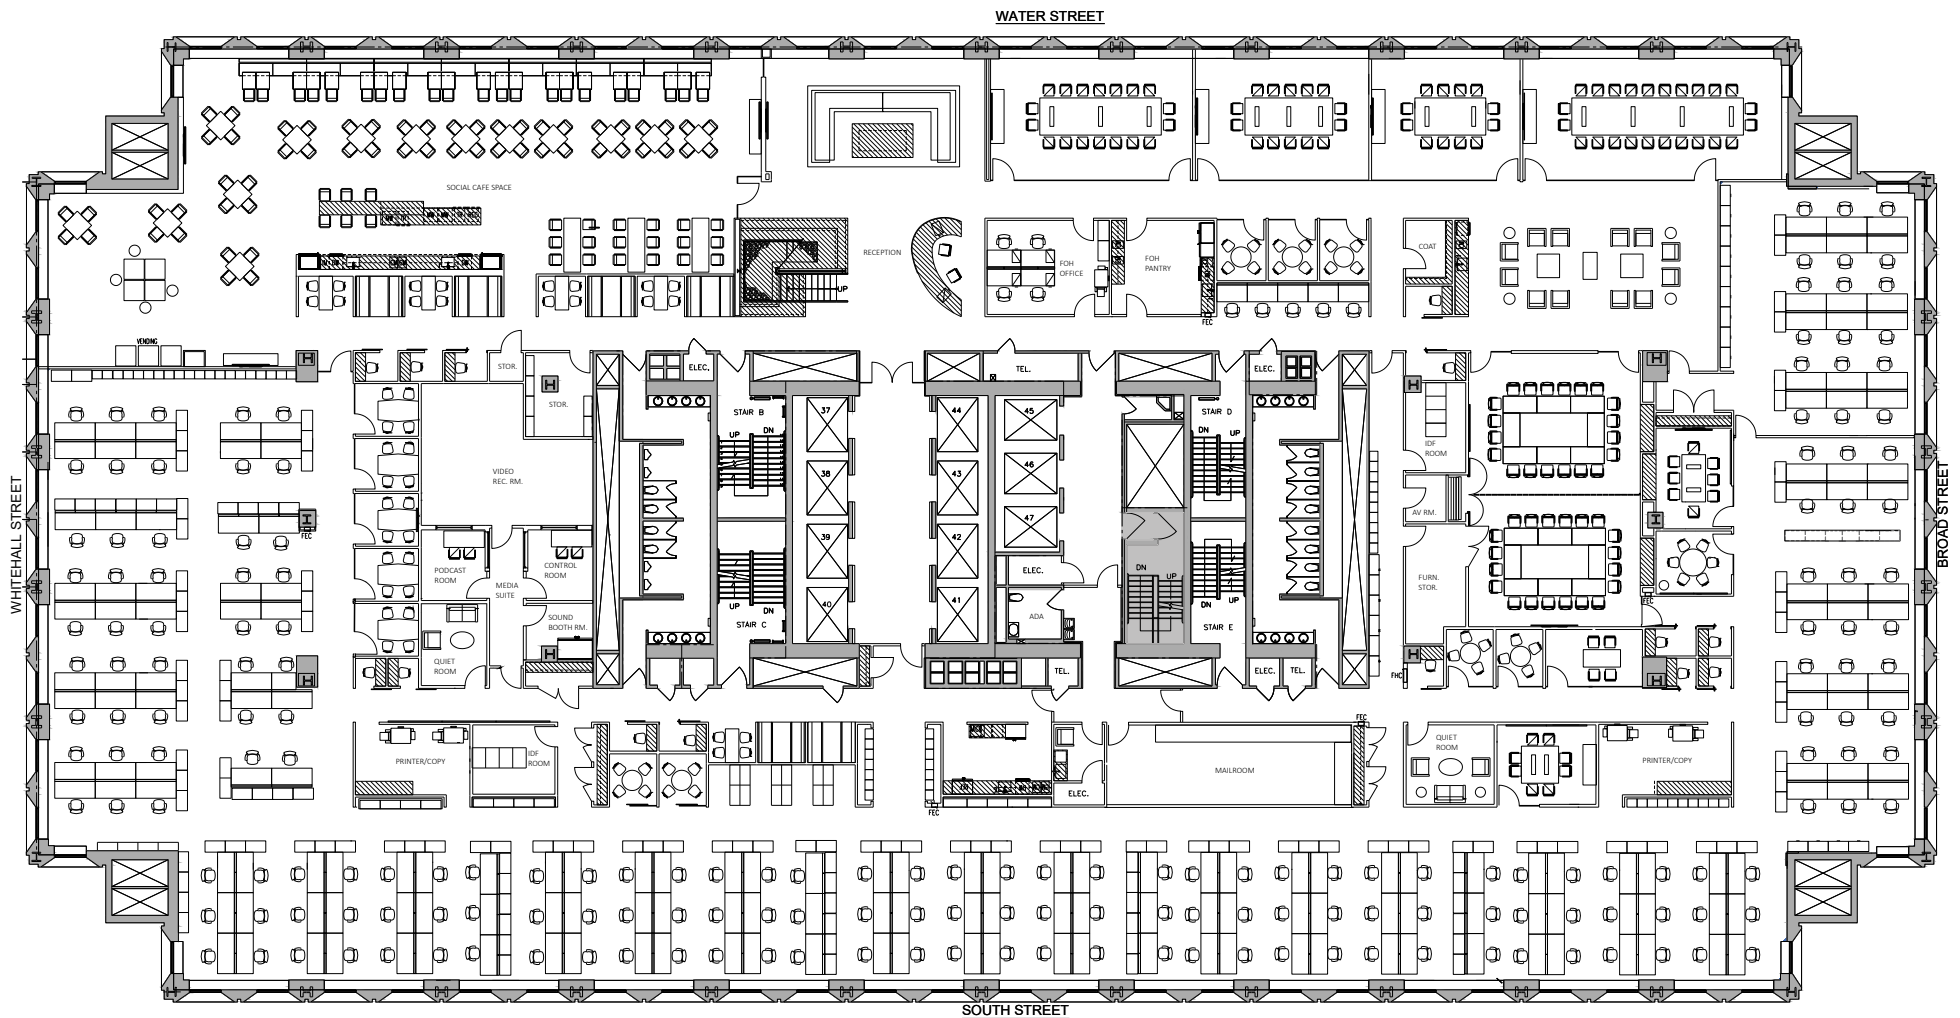 WATER STREET
SOCIAL CAFE SPACE
RECEPTION
UP
FOH
OFFICE
FOH
PANTRY
FEC
COAT
VENDING
STOR.
STOR.
ELEC.
TEL.
ELEC.
STAIR B
DN
UP
37
44
45
STAIR D
DN
UP
VIDEO
REC. RM.
38
43
46
IDF
ROOM
AV RM.
WHITEHALL STREET
BROAD STREET
FEC
39
42
47
PODCAST
ROOM
CONTROL
ROOM
MEDIA
SUITE
ELEC.
DN
UP
FURN.
STOR.
FEC
SOUND
BOOTH RM.
UP
DN
STAIR C
40
41
ADA
DN
UP
STAIR E
QUIET
ROOM
TEL.
ELEC.
TEL.
FHC
FEC
PRINTER/COPY
IDF
ROOM
MAILROOM
ELEC.
FEC
QUIET
ROOM
PRINTER/COPY
SOUTH STREET